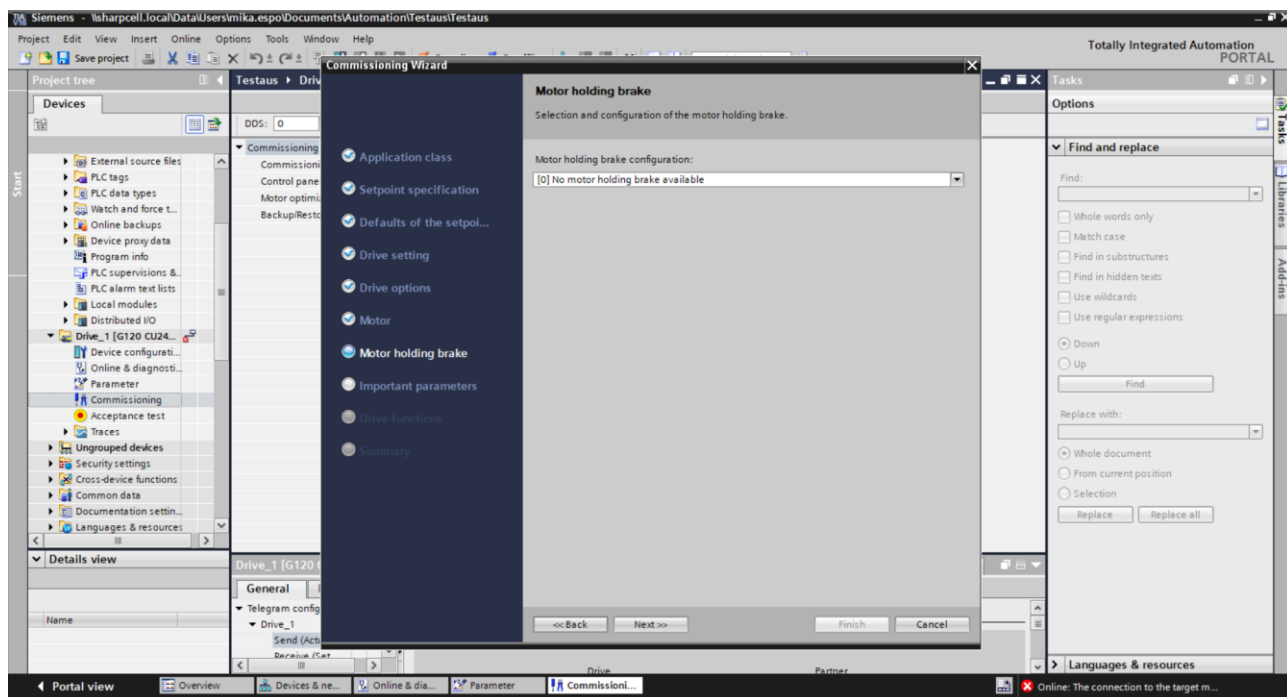 Siemens - \\sharpcell.local\Data\Users\mika.espo\Documents\Automation\Testaus\Testaus
Project Edit View Insert Online Options Tools Window Help
Totally Integrated Automation
PORTAL
Save project
Project tree
Devices
Start
External source files
PLC tags
PLC data types
Watch and force t...
Online backups
Device proxy data
Program info
PLC supervisions &...
PLC alarm text lists
Local modules
Distributed I/O
Drive_1 [G120 CU24...
Device configurati...
Online & diagnosti...
Parameter
Commissioning
Acceptance test
Traces
Ungrouped devices
Security settings
Cross-device functions
Common data
Documentation settin...
Languages & resources
Details view
Name
Testaus Driv
DDS: 0
Commissioning
Commissioni
Control pane
Motor optimi
Backup/Resto
Commissioning Wizard
Application class
Setpoint specification
Defaults of the setpoi...
Drive setting
Drive options
Motor
Motor holding brake
Important parameters
Drive functions
Summary
Motor holding brake
Selection and configuration of the motor holding brake.
Motor holding brake configuration:
[0] No motor holding brake available
<<Back Next >> Finish Cancel
Drive_1 [G120
General
Telegram config
Drive_1
Send (Act
Receive (Set
Drive Partner
Tasks
Options
Find and replace
Find:
Whole words only
Match case
Find in substructures
Find in hidden texts
Use wildcards
Use regular expressions
Down
Up
Find
Replace with:
Whole document
From current position
Selection
Replace Replace all
Languages & resources
Tasks
Libraries
Add-ins
Portal view Overview Devices & ne... Online & dia... Parameter Commissioni... Online: The connection to the target m...